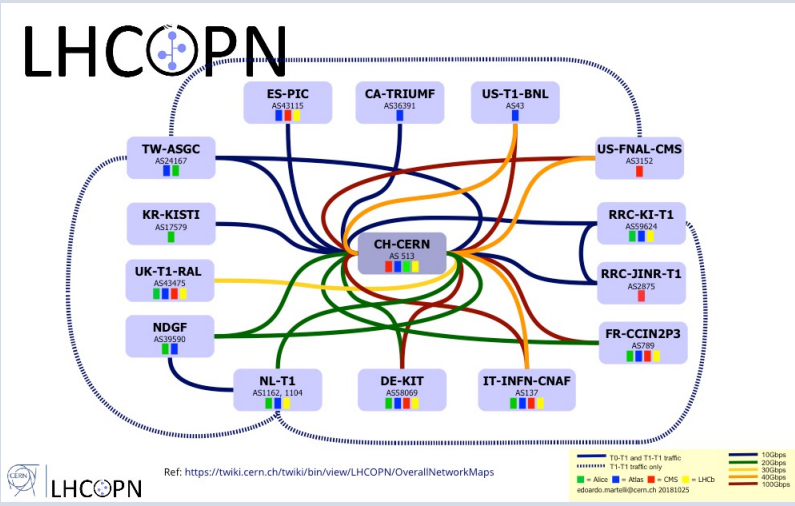 LHCOPN
ES-PIC
AS43115
CA-TRIUMF
AS36391
US-T1-BNL
AS43
TW-ASGC
AS24167
US-FNAL-CMS
AS3152
KR-KISTI
AS17579
RRC-KI-T1
AS59624
CH-CERN
AS 513
UK-T1-RAL
AS43475
RRC-JINR-T1
AS2875
NDGF
AS39590
FR-CCIN2P3
AS789
NL-T1
AS1162, 1104
DE-KIT
AS58069
IT-INFN-CNAF
AS137
CERN
LHCOPN
Ref: https://twiki.cern.ch/twiki/bin/view/LHCOPN/OverallNetworkMaps
T0-T1 and T1-T1 traffic
T1-T1 traffic only
= Alice = Atlas = CMS = LHCb
edoardo.martelli@cern.ch 20181025
10Gbps
20Gbps
30Gbps
40Gbps
100Gbps